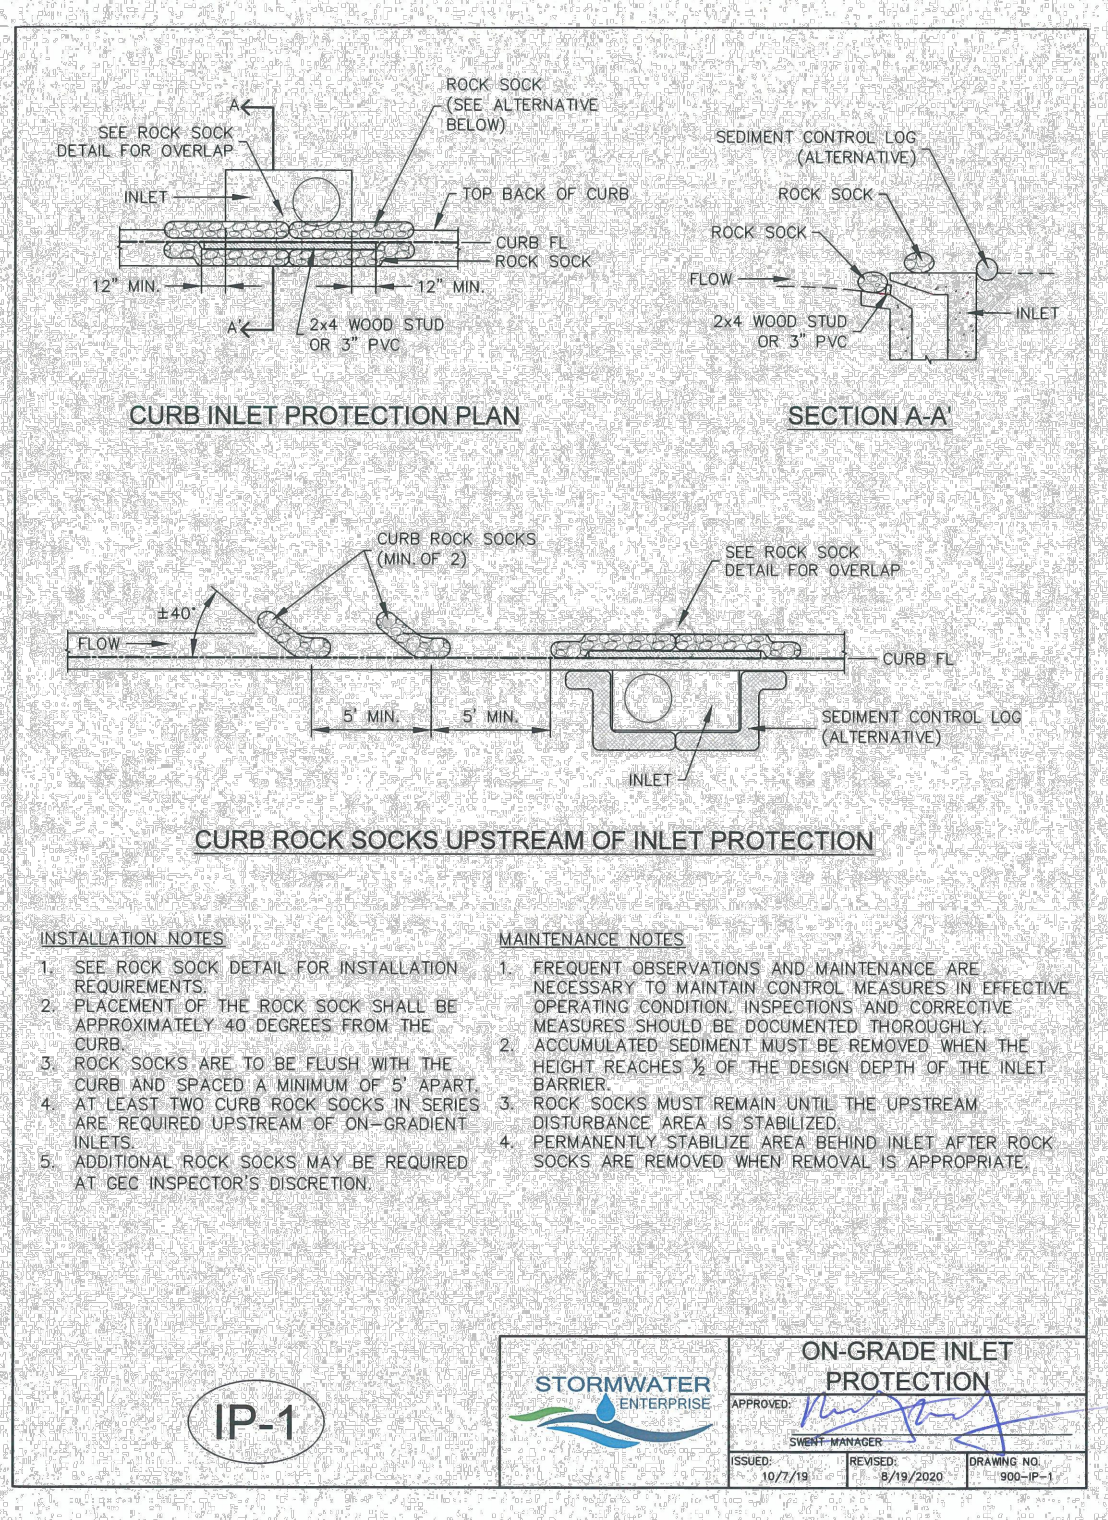 A
ROCK SOCK
(SEE ALTERNATIVE
BELOW)
SEE ROCK SOCK
DETAIL FOR OVERLAP
INLET
TOP BACK OF CURB
CURB FL
ROCK SOCK
12" MIN.
12" MIN.
A'
2x4 WOOD STUD
OR 3" PVC
CURB INLET PROTECTION PLAN
SEDIMENT CONTROL LOG
(ALTERNATIVE)
ROCK SOCK
ROCK SOCK
FLOW
2x4 WOOD STUD
OR 3" PVC
INLET
SECTION A-A'
CURB ROCK SOCKS
(MIN. OF 2)
SEE ROCK SOCK
DETAIL FOR OVERLAP
±40°
FLOW
CURB FL
5' MIN.
5' MIN.
SEDIMENT CONTROL LOG
(ALTERNATIVE)
INLET
CURB ROCK SOCKS UPSTREAM OF INLET PROTECTION
INSTALLATION NOTES
1. SEE ROCK SOCK DETAIL FOR INSTALLATION
REQUIREMENTS.
2. PLACEMENT OF THE ROCK SOCK SHALL BE
APPROXIMATELY 40 DEGREES FROM THE
CURB.
3. ROCK SOCKS ARE TO BE FLUSH WITH THE
CURB AND SPACED A MINIMUM OF 5' APART.
4. AT LEAST TWO CURB ROCK SOCKS IN SERIES
ARE REQUIRED UPSTREAM OF ON-GRADIENT
INLETS.
5. ADDITIONAL ROCK SOCKS MAY BE REQUIRED
AT GEC INSPECTOR'S DISCRETION.
MAINTENANCE NOTES
1. FREQUENT OBSERVATIONS AND MAINTENANCE ARE
NECESSARY TO MAINTAIN CONTROL MEASURES IN EFFECTIVE
OPERATING CONDITION. INSPECTIONS AND CORRECTIVE
MEASURES SHOULD BE DOCUMENTED THOROUGHLY.
2. ACCUMULATED SEDIMENT MUST BE REMOVED WHEN THE
HEIGHT REACHES ½ OF THE DESIGN DEPTH OF THE INLET
BARRIER.
3. ROCK SOCKS MUST REMAIN UNTIL THE UPSTREAM
DISTURBANCE AREA IS STABILIZED.
4. PERMANENTLY STABILIZE AREA BEHIND INLET AFTER ROCK
SOCKS ARE REMOVED WHEN REMOVAL IS APPROPRIATE.
IP-1
STORMWATER
ENTERPRISE
ON-GRADE INLET
PROTECTION
APPROVED:
SWENT MANAGER
ISSUED:
10/7/19
REVISED:
8/19/2020
DRAWING NO.
900-IP-1